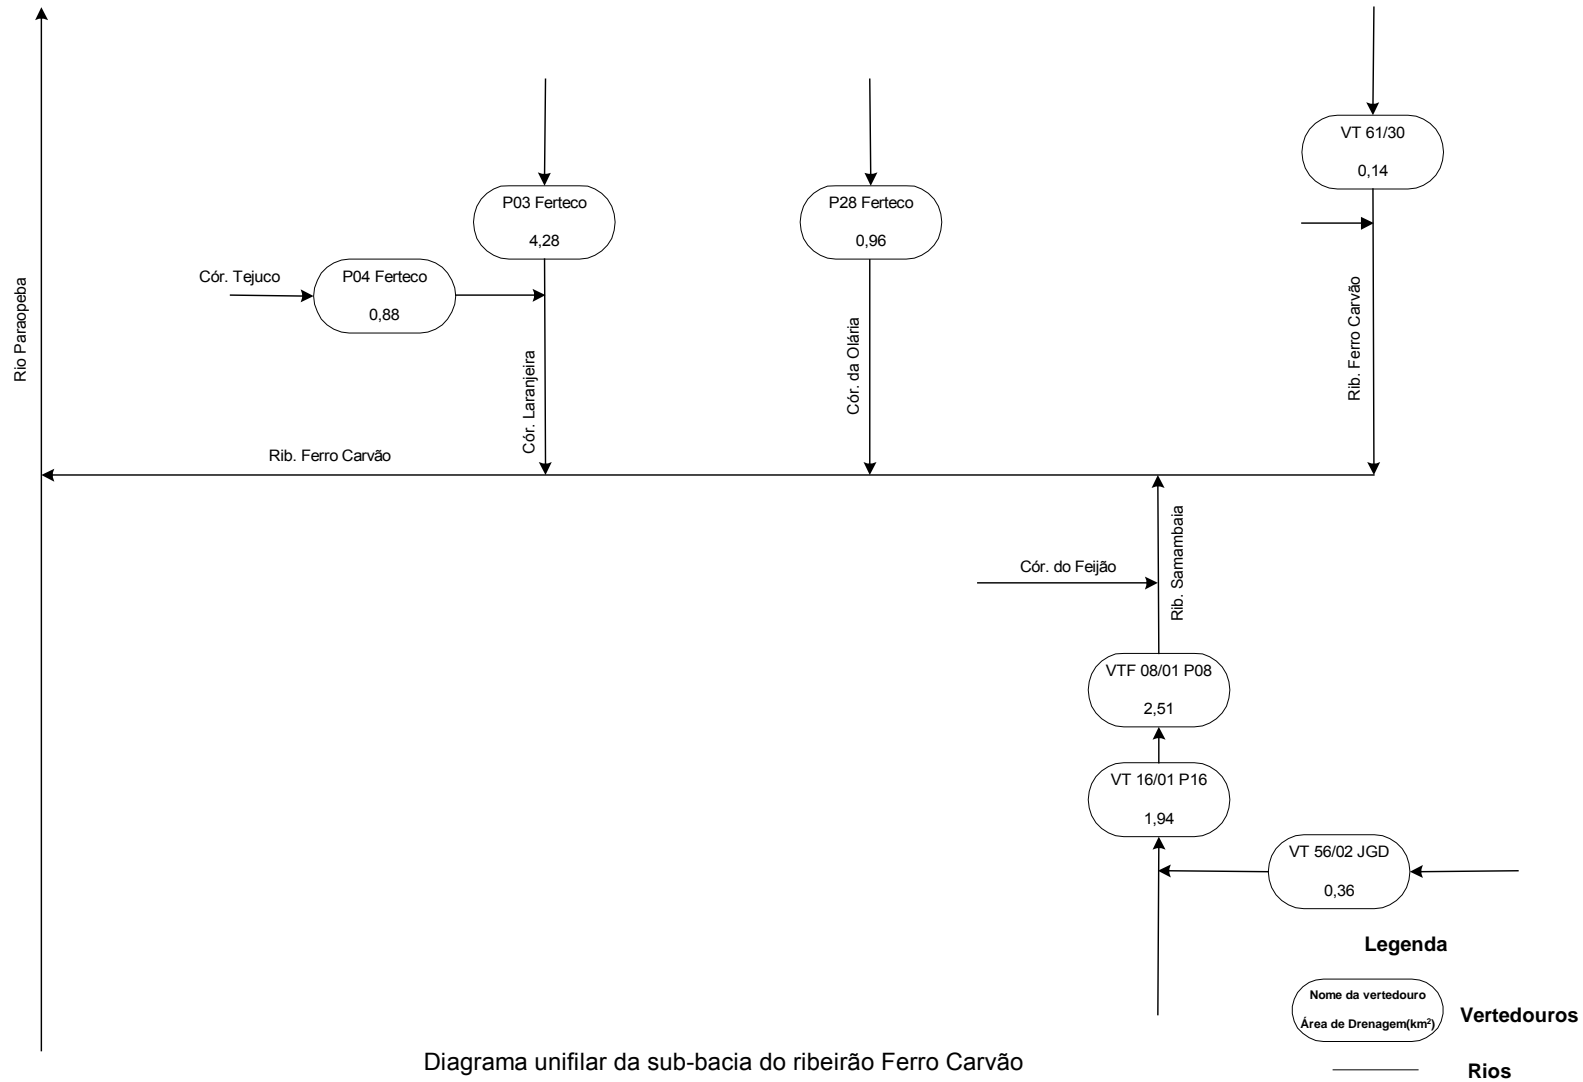 VT 61/30
0,14
P03 Ferteco
4,28
P28 Ferteco
0,96
Cór. Tejuco
P04 Ferteco
0,88
Rio Paraopeba
Cór. Laranjeira
Cór. da Olária
Rib. Ferro Carvão
Rib. Ferro Carvão
Rib. Samambaia
Cór. do Feijão
VTF 08/01 P08
2,51
VT 16/01 P16
1,94
VT 56/02 JGD
0,36
Legenda
Nome da vertedouro
Área de Drenagem(km²)
Vertedouros
Diagrama unifilar da sub-bacia do ribeirão Ferro Carvão
Rios